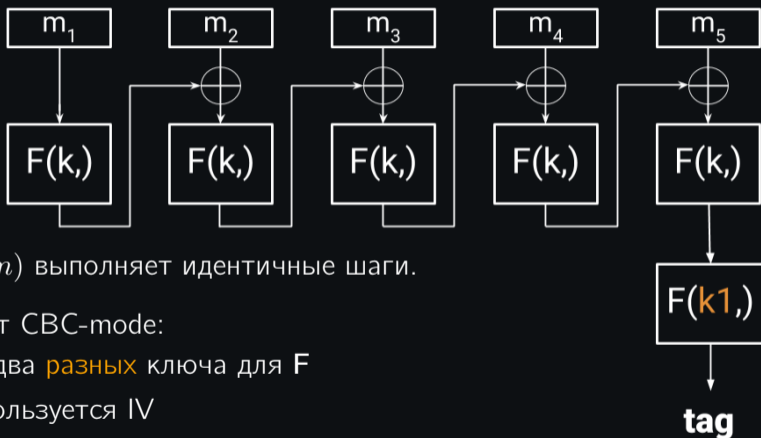 m₁ m₂ m₃ m₄ m₅
F(k,) F(k,) F(k,) F(k,) F(k,)
m) выполняет идентичные шаги.
F(k1,)
т CBC-mode:
два разных ключа для F
ользуется IV
tag